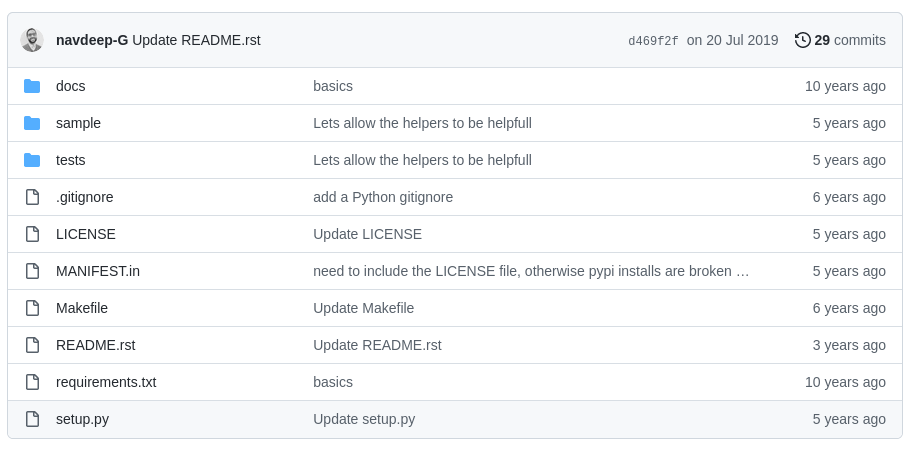 navdeep-G Update README.rst d469f2f on 20 Jul 2019 29 commits
docs basics 10 years ago
sample Lets allow the helpers to be helpfull 5 years ago
tests Lets allow the helpers to be helpfull 5 years ago
.gitignore add a Python gitignore 6 years ago
LICENSE Update LICENSE 5 years ago
MANIFEST.in need to include the LICENSE file, otherwise pypi installs are broken … 5 years ago
Makefile Update Makefile 6 years ago
README.rst Update README.rst 3 years ago
requirements.txt basics 10 years ago
setup.py Update setup.py 5 years ago